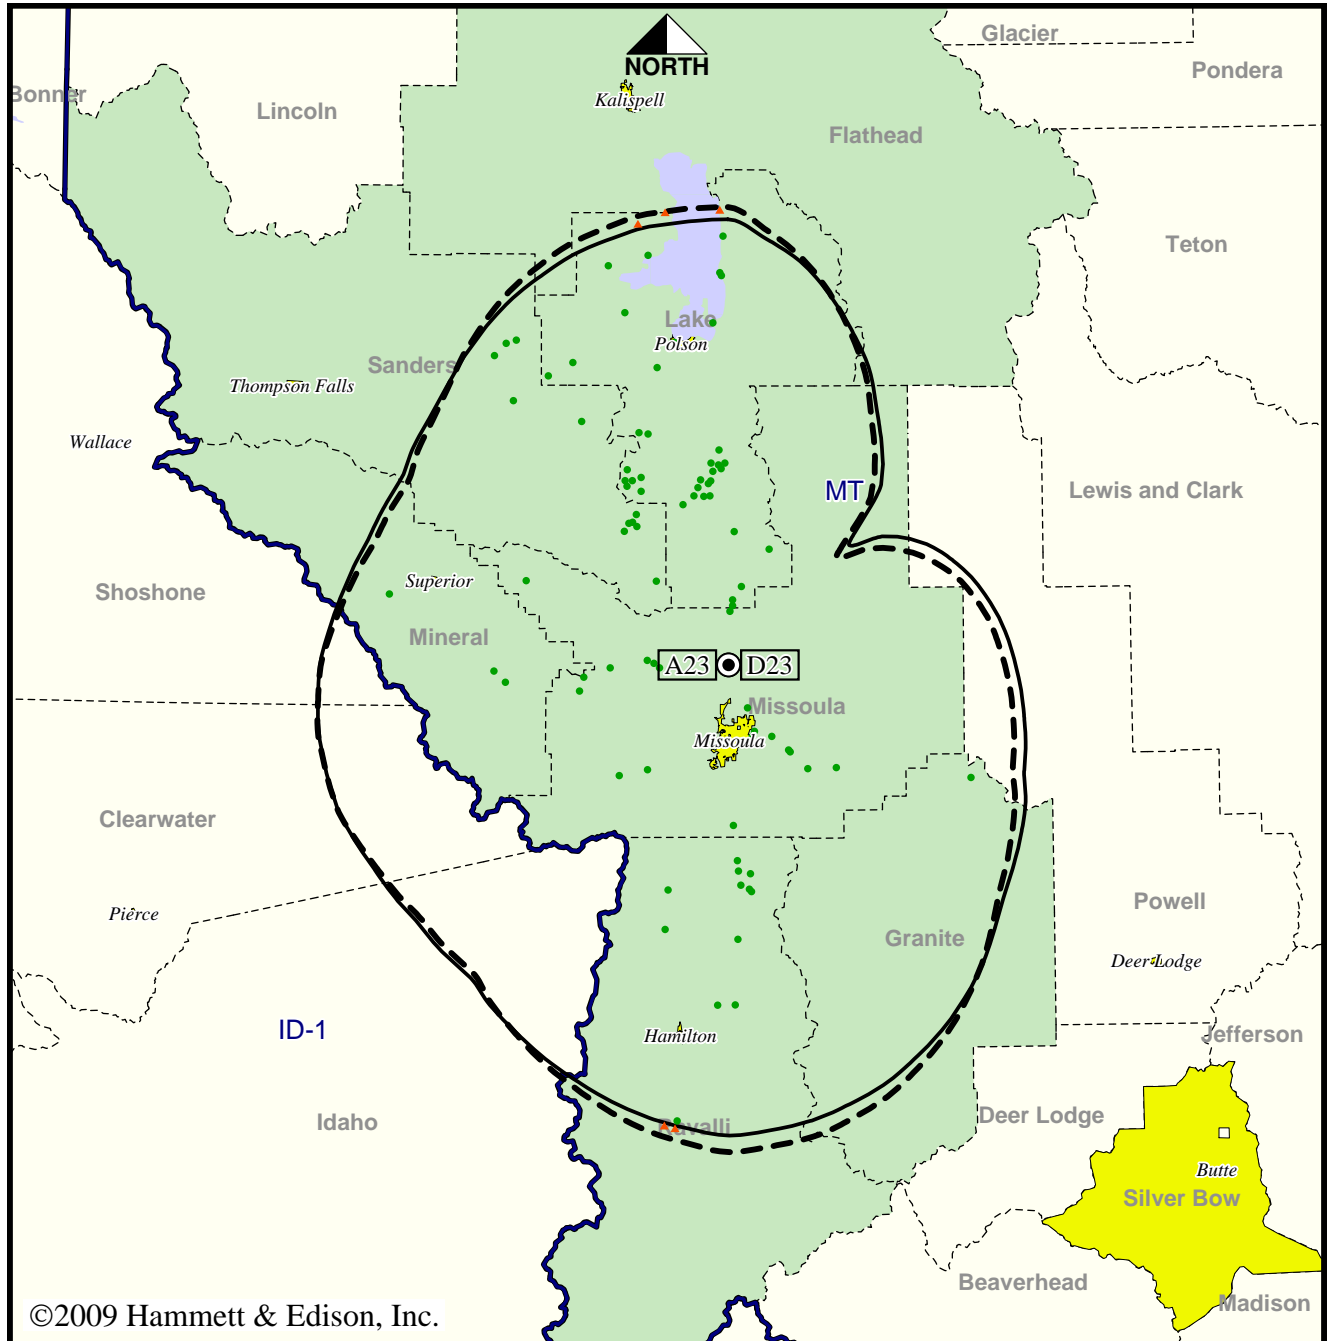 Glacier
NORTH
Pondera
Bonner
Kalispell
Lincoln
Flathead
Teton
Lake
Polson
Sanders
Thompson Falls
Wallace
MT
Lewis and Clark
Superior
Shoshone
Mineral
A23
D23
Missoula
Missoula
Clearwater
Powell
Pierce
Granite
Deer Lodge
ID-1
Hamilton
Jefferson
Idaho
Ravalli
Deer Lodge
Butte
Silver Bow
Beaverhead
Madison
©2009 Hammett & Edison, Inc.